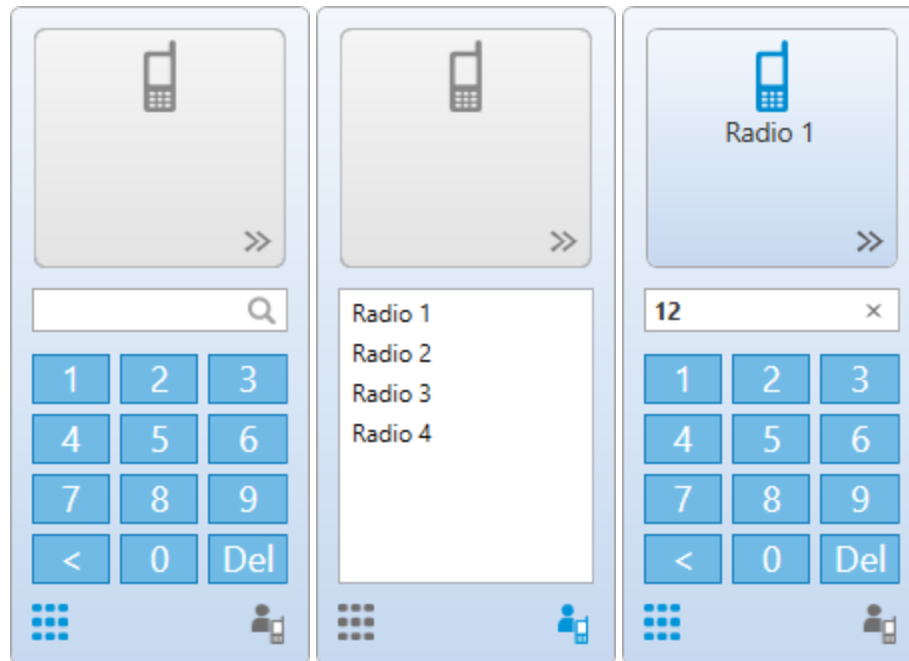 1 2 3
4 5 6
7 8 9
< 0 Del
Radio 1
Radio 2
Radio 3
Radio 4
Radio 1
12
1 2 3
4 5 6
7 8 9
< 0 Del